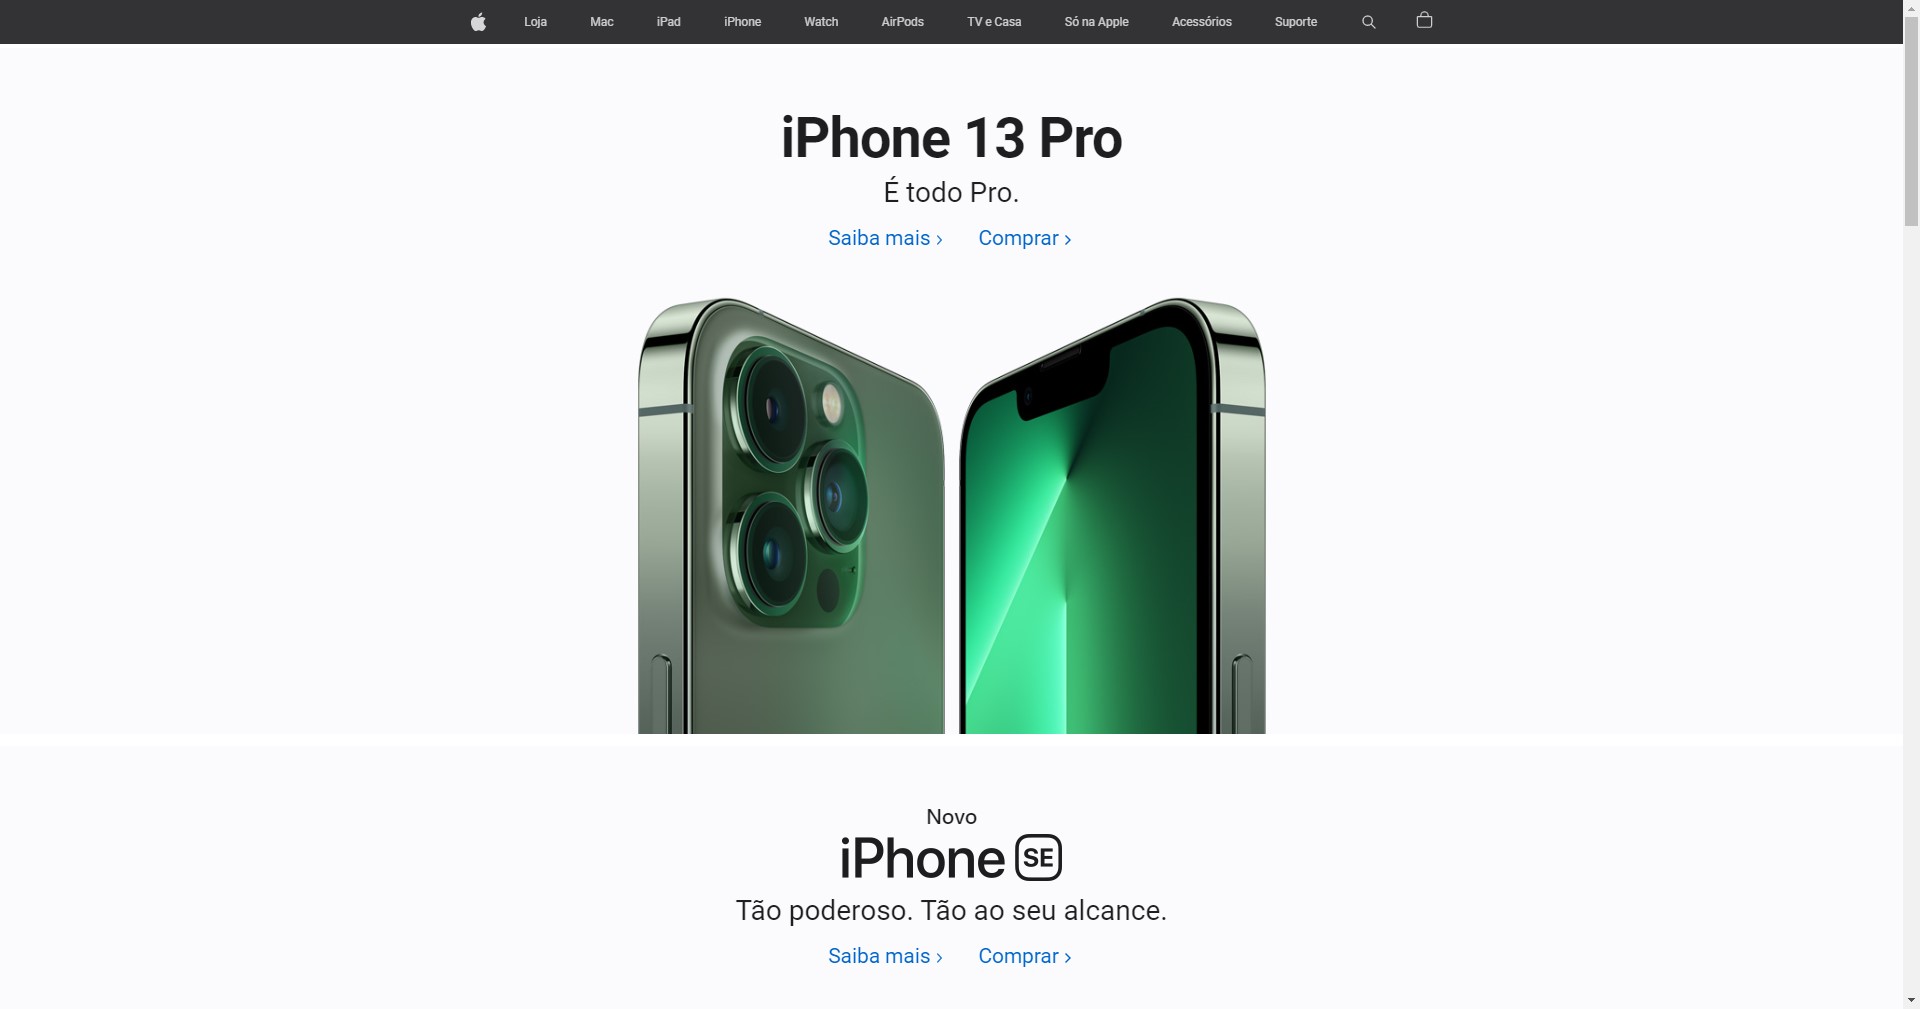 Loja Mac iPad iPhone Watch AirPods TV e Casa Só na Apple Acessórios Suporte
iPhone 13 Pro
É todo Pro.
Saiba mais › Comprar ›
Novo
iPhone SE
Tão poderoso. Tão ao seu alcance.
Saiba mais › Comprar ›